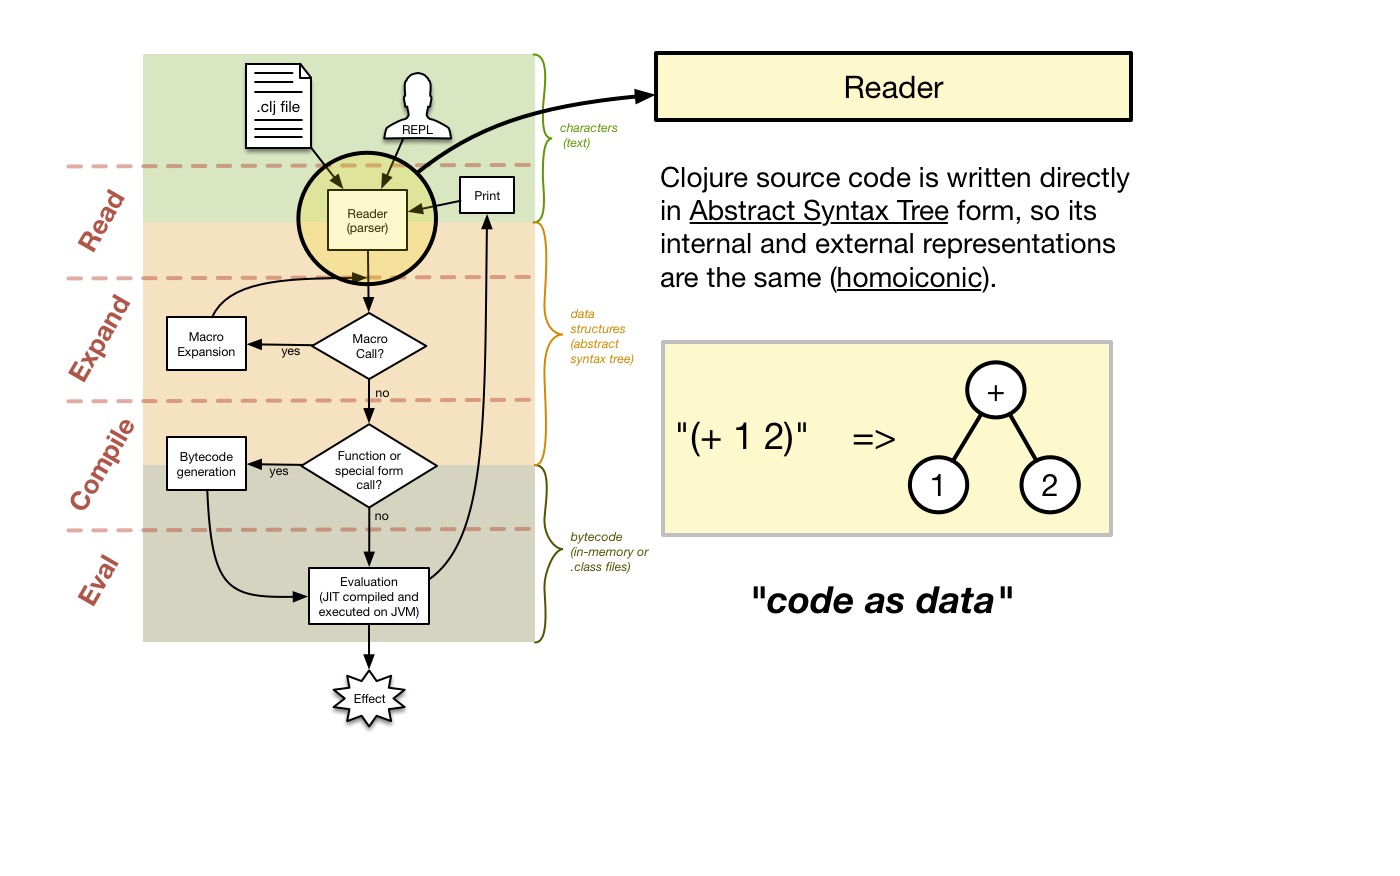 .clj file
REPL
characters
(text)
Read
Reader
(parser)
Print
Expand
Macro
Expansion
yes
Macro
Call?
no
data
structures
(abstract
syntax tree)
Compile
Bytecode
generation
yes
Function or
special form
call?
no
bytecode
(in-memory or
.class files)
Eval
Evaluation
(JIT compiled and
executed on JVM)
Effect
Reader
Clojure source code is written directly
in Abstract Syntax Tree form, so its
internal and external representations
are the same (homoiconic).
"(+ 1 2)" =>
+
1 2
"code as data"